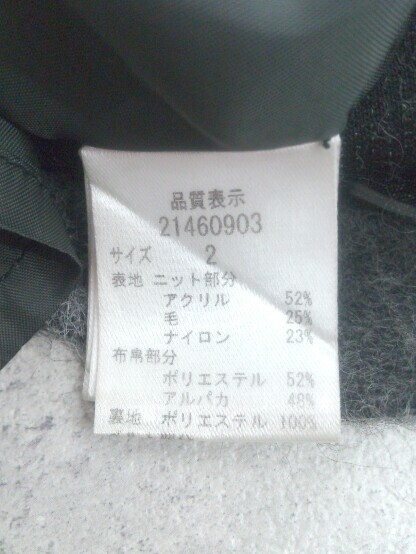 品質表示
21460903
サイズ 2
表地 ニット部分
アクリル 52%
毛 25%
ナイロン 23%
布帛部分
ポリエステル 52%
アルパカ 48%
裏地 ポリエステル 100%